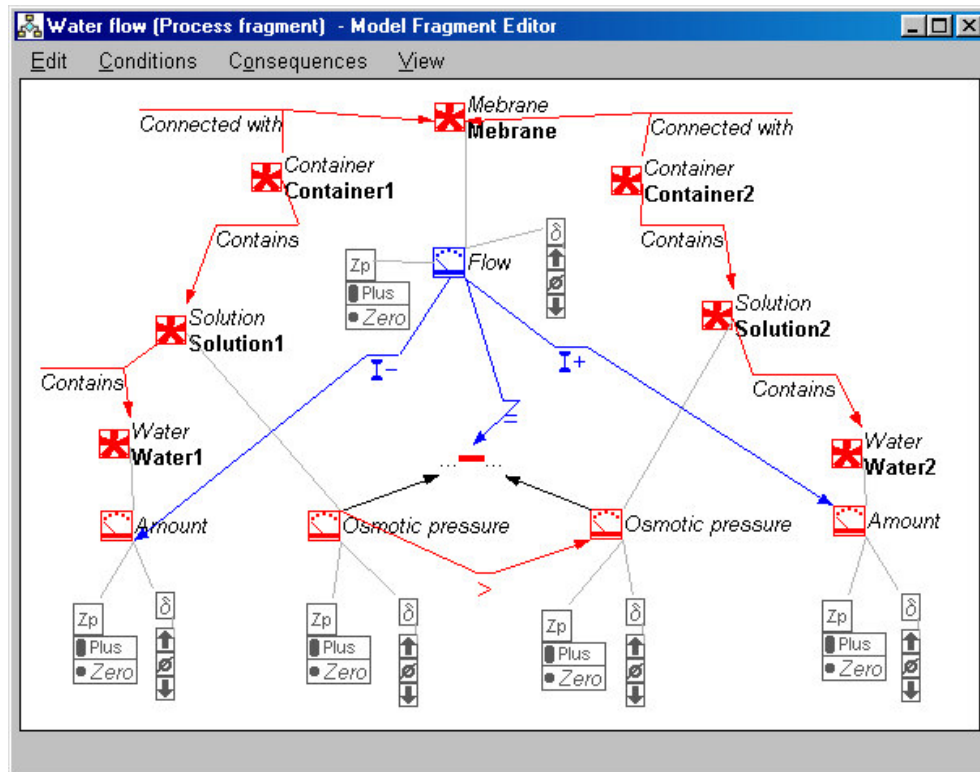 Water flow (Process fragment) - Model Fragment Editor
Edit Conditions Consequences View
Mebrane
Mebrane
Connected with
Connected with
Container
Container1
Container
Container2
Contains
Contains
δ
Zp
Flow
Plus
Zero
Solution
Solution1
Solution
Solution2
I-
I+
Contains
Contains
=
Water
Water1
Water
Water2
... ...
Amount
Osmotic pressure
Osmotic pressure
Amount
>
Zp
δ
Plus
Zero
Zp
δ
Plus
Zero
Zp
δ
Plus
Zero
Zp
δ
Plus
Zero